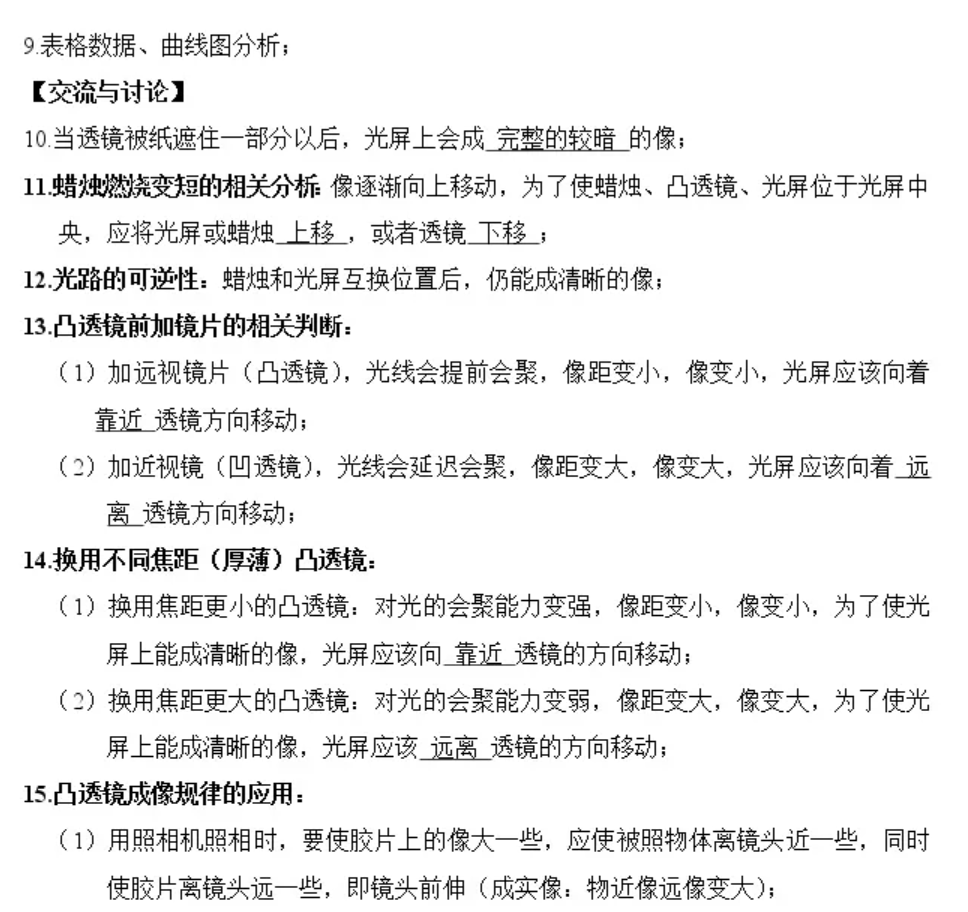 9.表格数据、曲线图分析;
【交流与讨论】
10.当透镜被纸遮住一部分以后，光屏上会成 完整的较暗 的像;
11.蜡烛燃烧变短的相关分析: 像逐渐向上移动，为了使蜡烛、凸透镜、光屏位于光屏中
央，应将光屏或蜡烛 上移 ，或者透镜 下移 ;
12.光路的可逆性：蜡烛和光屏互换位置后，仍能成清晰的像;
13.凸透镜前加镜片的相关判断：
（1）加远视镜片（凸透镜)，光线会提前会聚，像距变小，像变小，光屏应该向着
靠近 透镜方向移动;
（2）加近视镜（凹透镜)，光线会延迟会聚，像距变大，像变大，光屏应该向着 远
离 透镜方向移动;
14.换用不同焦距（厚薄）凸透镜：
（1）换用焦距更小的凸透镜：对光的会聚能力变强，像距变小，像变小，为了使光
屏上能成清晰的像，光屏应该向 靠近 透镜的方向移动;
（2）换用焦距更大的凸透镜：对光的会聚能力变弱，像距变大，像变大，为了使光
屏上能成清晰的像，光屏应该 远离 透镜的方向移动;
15.凸透镜成像规律的应用：
（1）用照相机照相时，要使胶片上的像大一些，应使被照物体离镜头近一些，同时
使胶片离镜头远一些，即镜头前伸（成实像：物近像远像变大）;